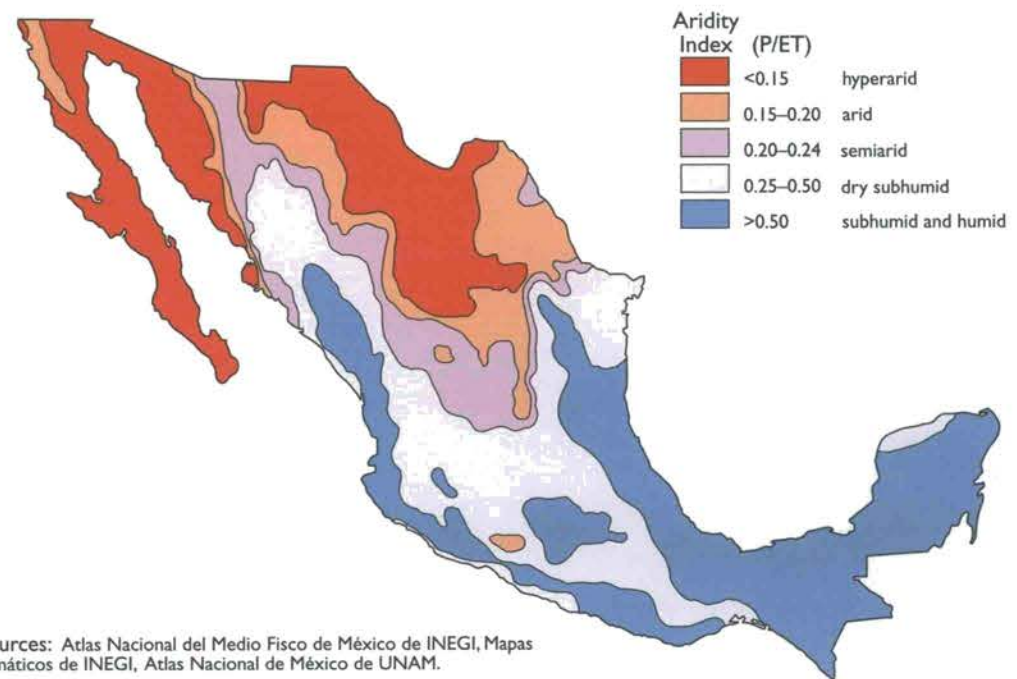 Aridity
Index (P/ET)
<0.15 hyperarid
0.15–0.20 arid
0.20–0.24 semiarid
0.25–0.50 dry subhumid
>0.50 subhumid and humid
urces: Atlas Nacional del Medio Fisco de México de INEGI, Mapas
máticos de INEGI, Atlas Nacional de México de UNAM.